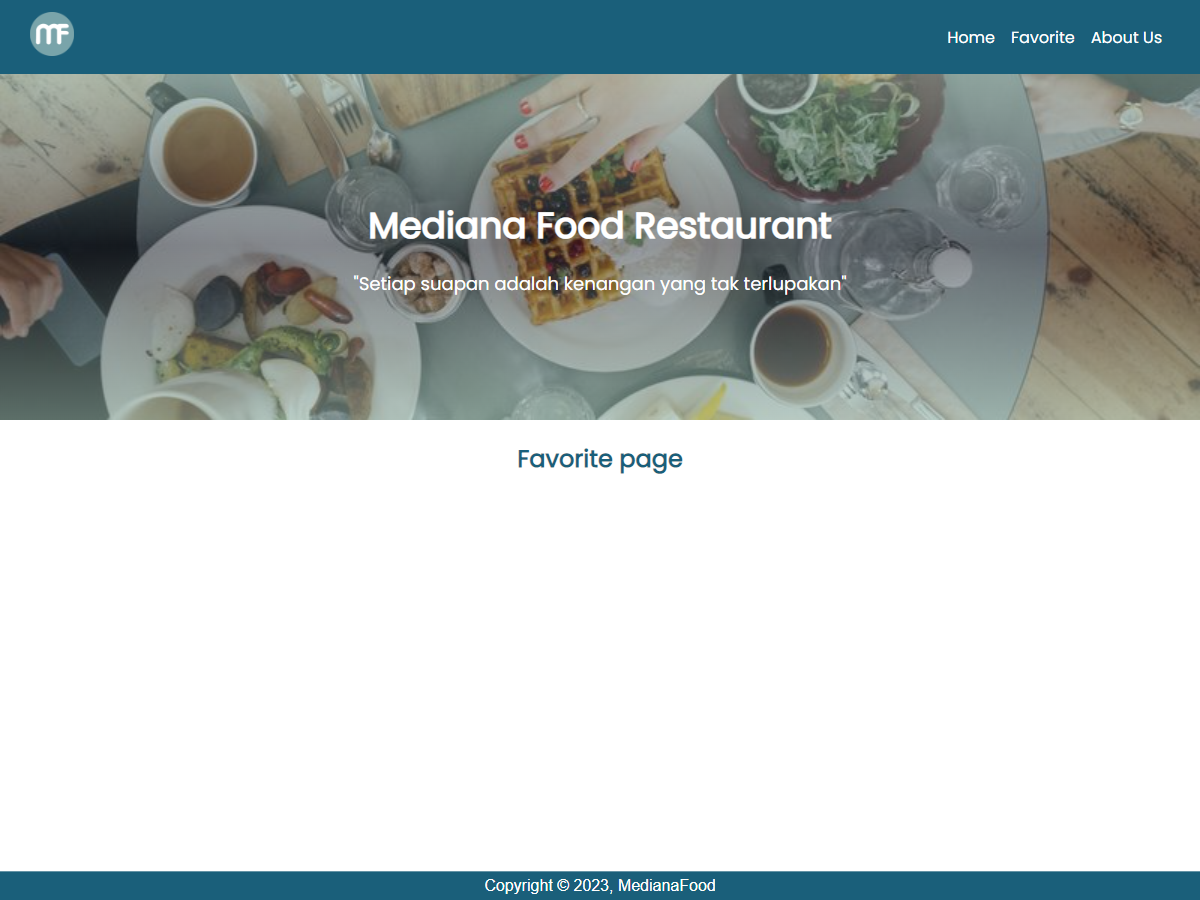 MF
Home Favorite About Us
Mediana Food Restaurant
"Setiap suapan adalah kenangan yang tak terlupakan"
Favorite page
Copyright © 2023, MedianaFood